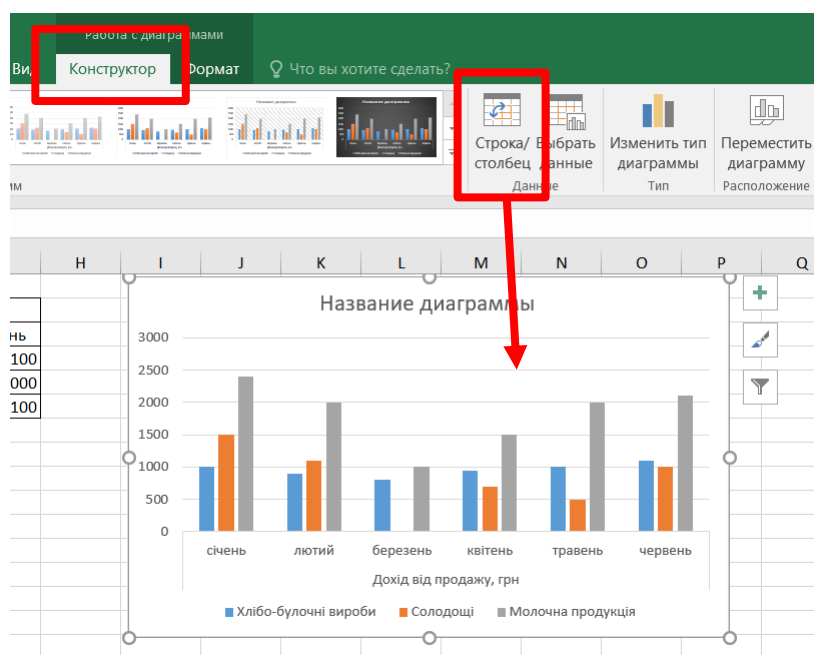 Работа с диаграммами
Ви
Конструктор
Формат
Что вы хотите сделать?
Строка/
столбец
Выбрать
данные
Изменить тип
диаграммы
Переместить
диаграмму
мм
Данные
Тип
Расположение
H I J K L M N O P Q
нь
100
000
100
Название диаграммы
3000
2500
2000
1500
1000
500
0
січень лютий березень квітень травень червень
Дохід від продажу, грн
Хлібо-булочні вироби Солодощі Молочна продукція